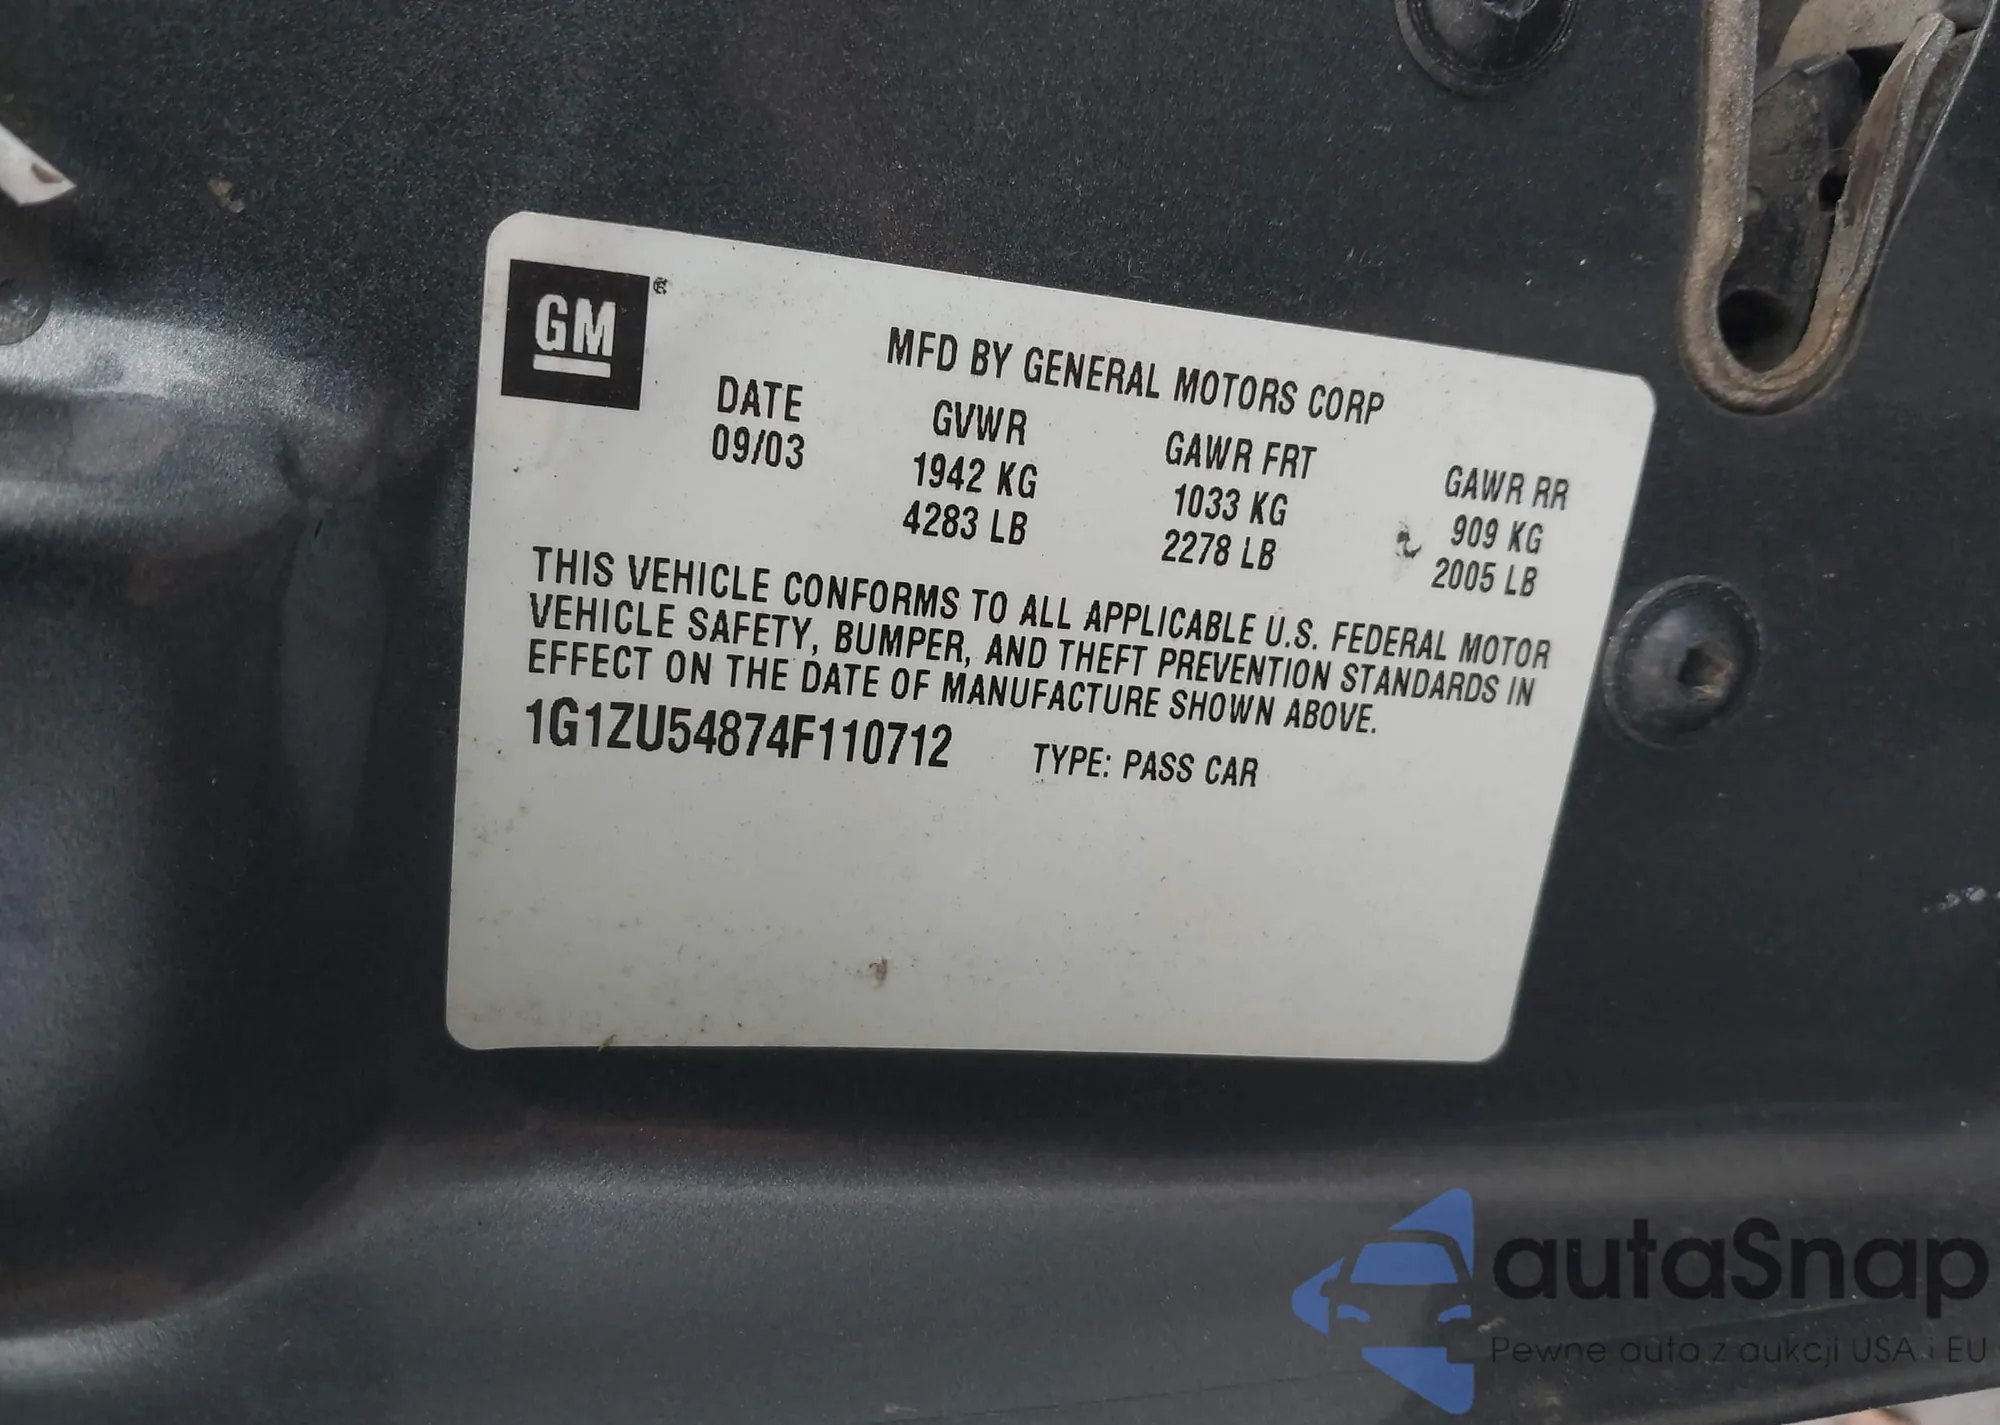 GM
MFD BY GENERAL MOTORS CORP
DATE GVWR GAWR FRT GAWR RR
09/03 1942 KG 1033 KG 909 KG
4283 LB 2278 LB 2005 LB
THIS VEHICLE CONFORMS TO ALL APPLICABLE U.S. FEDERAL MOTOR
VEHICLE SAFETY, BUMPER, AND THEFT PREVENTION STANDARDS IN
EFFECT ON THE DATE OF MANUFACTURE SHOWN ABOVE.
1G1ZU54874F110712 TYPE: PASS CAR
autaSnap
Pewne auta z aukcji USA i EU